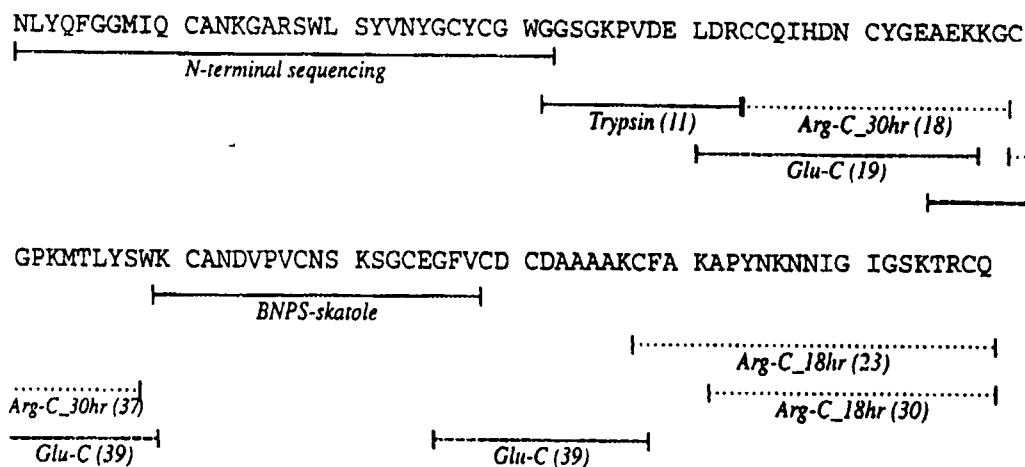 NLYQFGGMIQ CANKGARSWL SYVNYGCYCG WGGSGKPVDE LDRCCQIHDN CYGEAEKKGC
N-terminal sequencing
Trypsin (11) Arg-C_30hr (18)
Glu-C (19)
GPKMTLYSWK CANDVPVCNS KSGCEGFVCD CDAAAAKCFA KAPYNKNNIG IGSKTRCQ
BNPS-skatole
Arg-C_18hr (23)
Arg-C_30hr (37) Arg-C_18hr (30)
Glu-C (39) Glu-C (39)